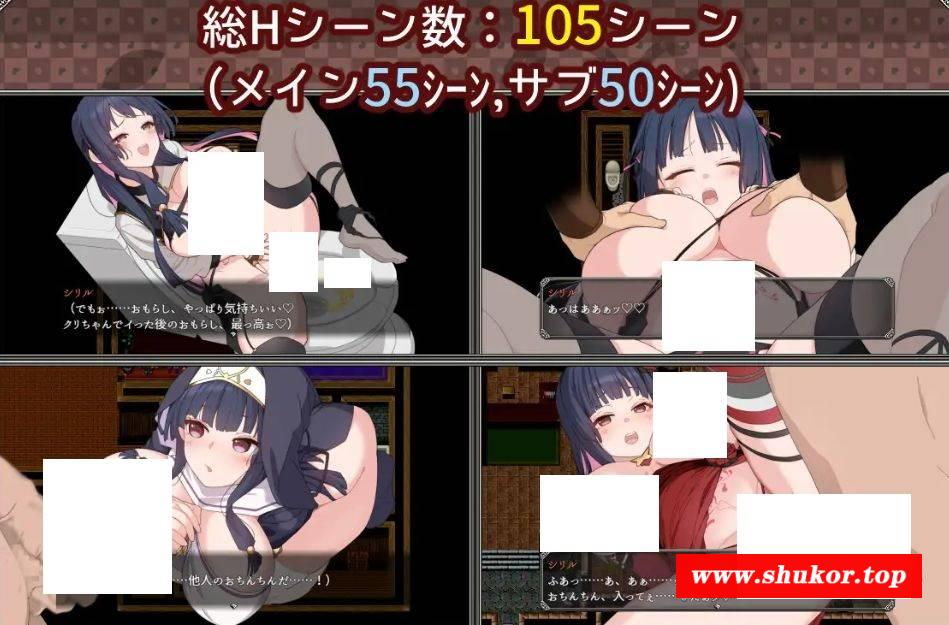 総Hシーン数：105シーン
（メイン55ｼｰﾝ,サブ50ｼｰﾝ）
シリル
（でもぉ……おもらし、やっぱり気持ちいい♡
クリちゃんでイった後のおもらし、最っ高ぉ♡）
シリル
あっはあぁぁッ♡♡
…他人のおちんちんだ……！）
シリル
ふあっ……あ、あぁ……
おちんちん、入ってぇ……
www.shukor.top